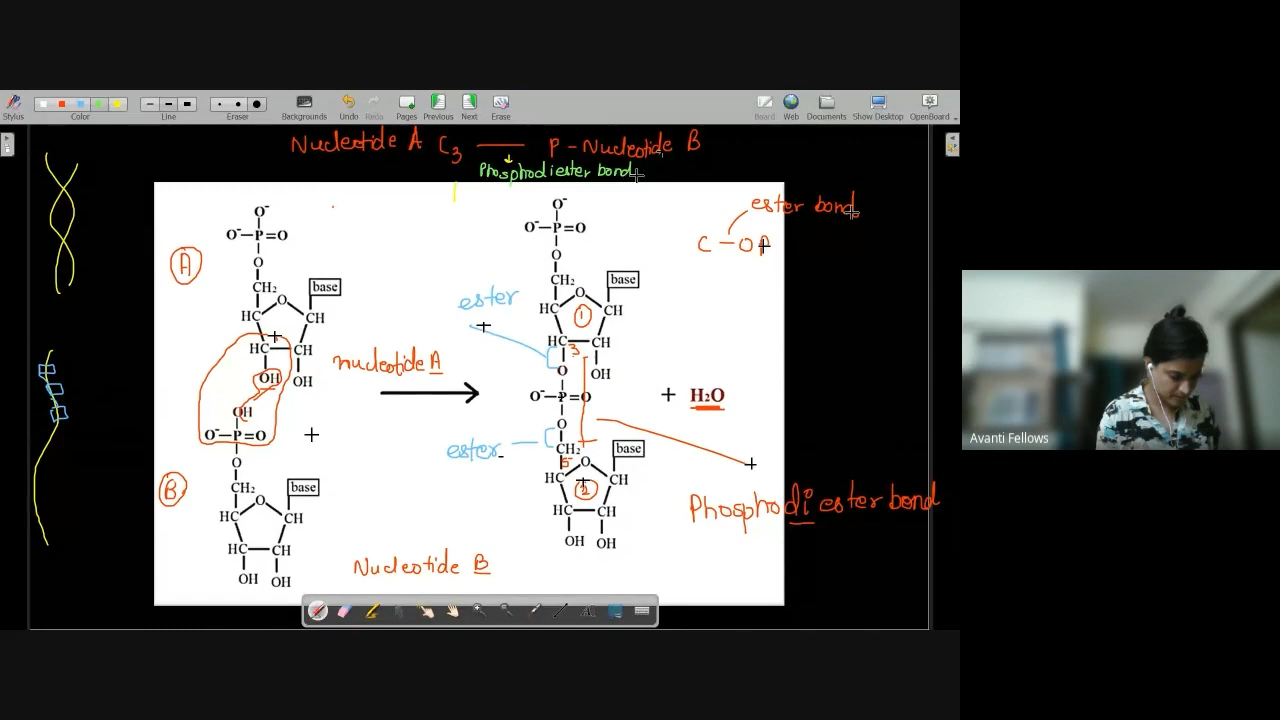 Stylus Color Line Eraser Backgrounds Undo Redo Pages Previous Next Erase Board Web Documents Show Desktop OpenBoard
Nucleotide A C3 — P - Nucleotide B
Phosphodiester bond
ester bond
C - OP
O-
O- P O
O
CH2 O base
HC CH
HC CH
OH OH
A
nucleotide A
OH
O- P O
O
CH2 O base
HC CH
HC CH
OH OH
B
Nucleotide B
O-
O- P O
O
CH2 O base
HC 1 CH
HC 3 CH
O OH
O- P O
O
CH2
5 O base
HC 2 CH
HC CH
OH OH
ester
ester
+ H2O
Phosphodiester bond
Avanti Fellows